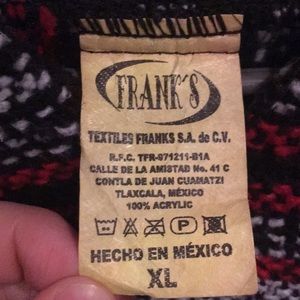 FRANK'S
TEXTILES FRANKS S.A. de C.V.
R.F.C. TFR-971211-B1A
CALLE DE LA AMISTAD No. 41 C
CONTLA DE JUAN CUAMATZI
TLAXCALA, MÉXICO
100% ACRYLIC
HECHO EN MÉXICO
XL